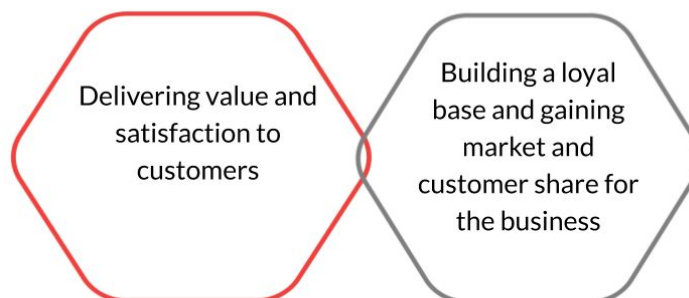 Delivering value and
satisfaction to
customers
Building a loyal
base and gaining
market and
customer share for
the business